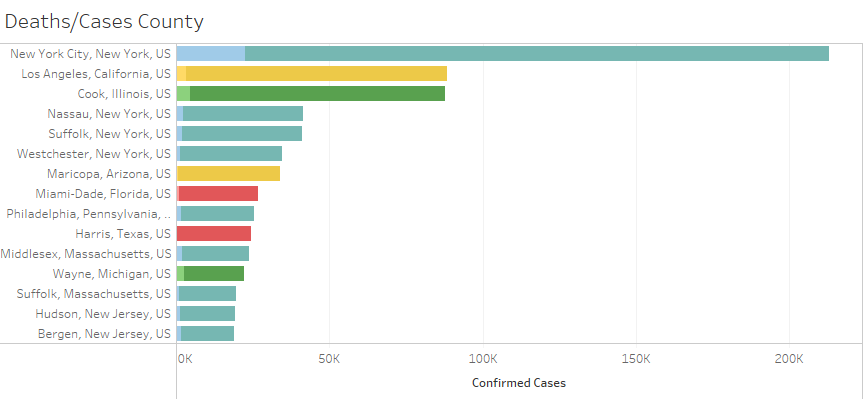 Deaths/Cases County
New York City, New York, US
Los Angeles, California, US
Cook, Illinois, US
Nassau, New York, US
Suffolk, New York, US
Westchester, New York, US
Maricopa, Arizona, US
Miami-Dade, Florida, US
Philadelphia, Pennsylvania, ..
Harris, Texas, US
Middlesex, Massachusetts, US
Wayne, Michigan, US
Suffolk, Massachusetts, US
Hudson, New Jersey, US
Bergen, New Jersey, US
0K 50K 100K 150K 200K
Confirmed Cases